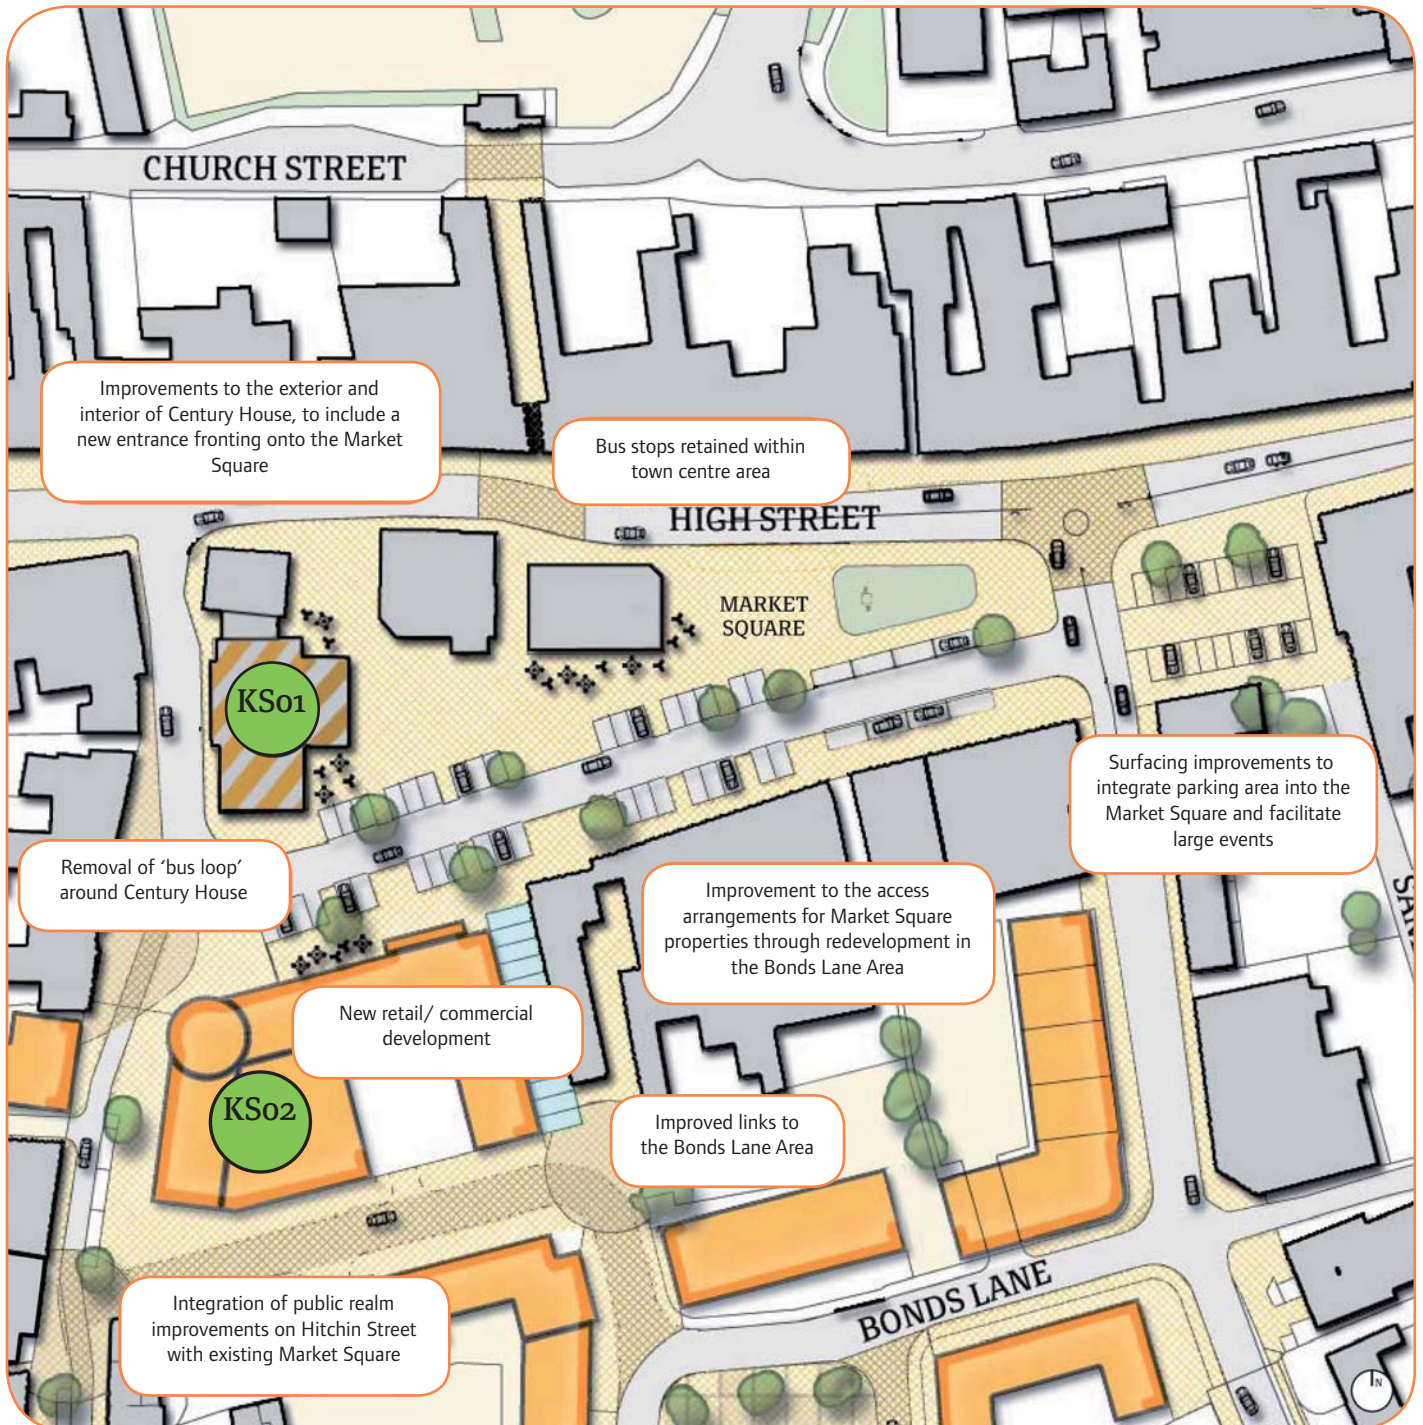 CHURCH STREET
Improvements to the exterior and
interior of Century House, to include a
new entrance fronting onto the Market
Square
Bus stops retained within
town centre area
HIGH STREET
MARKET
SQUARE
KS01
Surfacing improvements to
integrate parking area into the
Market Square and facilitate
large events
Removal of ‘bus loop’
around Century House
Improvement to the access
arrangements for Market Square
properties through redevelopment in
the Bonds Lane Area
SAN
New retail/ commercial
development
KS02
Improved links to
the Bonds Lane Area
BONDS LANE
Integration of public realm
improvements on Hitchin Street
with existing Market Square
N